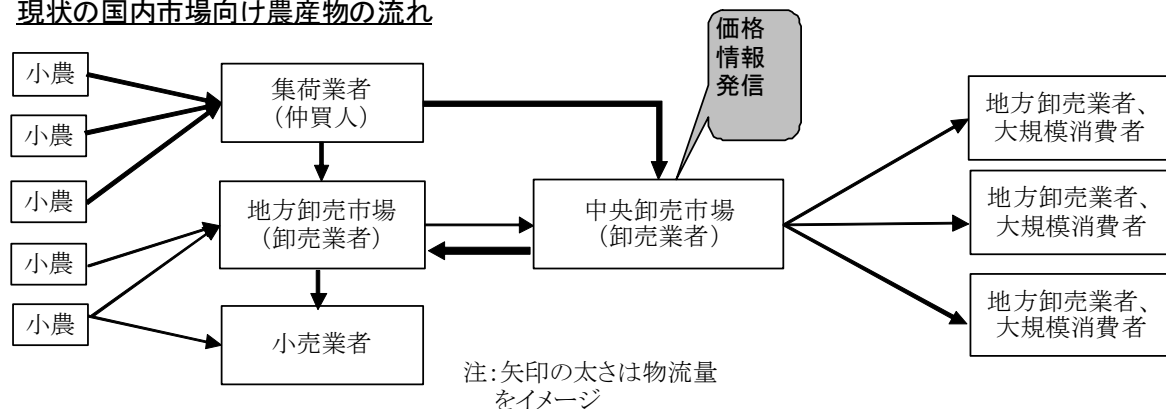 現状の国内市場向け農産物の流れ
価格
情報
発信
小農
小農
小農
小農
小農
集荷業者
（仲買人）
地方卸売市場
（卸売業者）
小売業者
中央卸売市場
（卸売業者）
地方卸売業者、
大規模消費者
地方卸売業者、
大規模消費者
地方卸売業者、
大規模消費者
注：矢印の太さは物流量
をイメージ